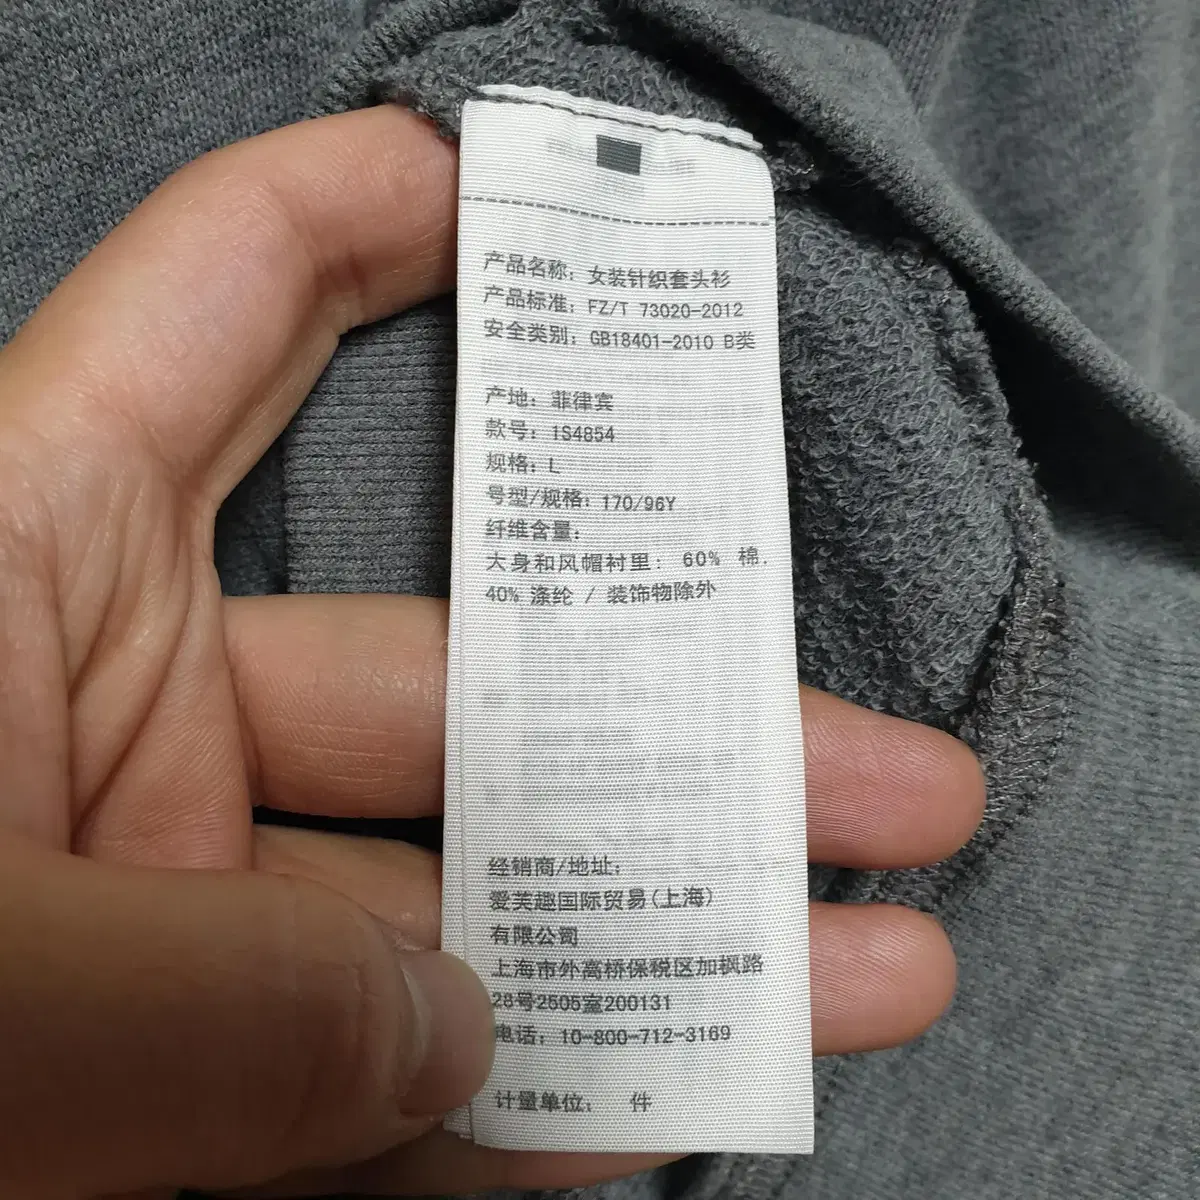 产品名称：女装针织套头衫
产品标准：FZ/T 73020-2012
安全类别：GB18401-2010 B类
产地：菲律宾
款号：1S4854
规格：L
号型/规格：170/96Y
纤维含量：
大身和风帽衬里：60% 棉.
40% 涤纶 / 装饰物除外
经销商/地址：
爱芙趣国际贸易(上海)
有限公司
上海市外高桥保税区加枫路
28号2505室200131
电话：10-800-712-3169
计量单位： 件